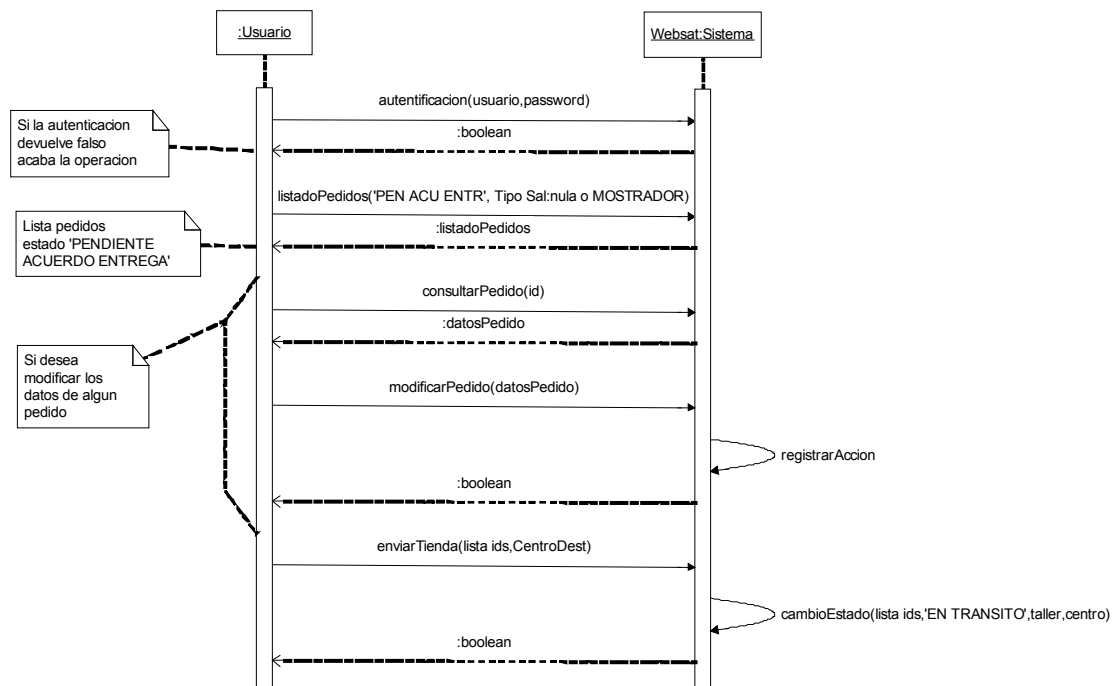 :Usuario
Websat:Sistema
autentificacion(usuario,password)
Si la autenticacion
devuelve falso
acaba la operacion
:boolean
listadoPedidos('PEN ACU ENTR', Tipo Sal:nula o MOSTRADOR)
Lista pedidos
estado 'PENDIENTE
ACUERDO ENTREGA'
:listadoPedidos
consultarPedido(id)
:datosPedido
Si desea
modificar los
datos de algun
pedido
modificarPedido(datosPedido)
registrarAccion
:boolean
enviarTienda(lista ids,CentroDest)
cambioEstado(lista ids,'EN TRANSITO',taller,centro)
:boolean